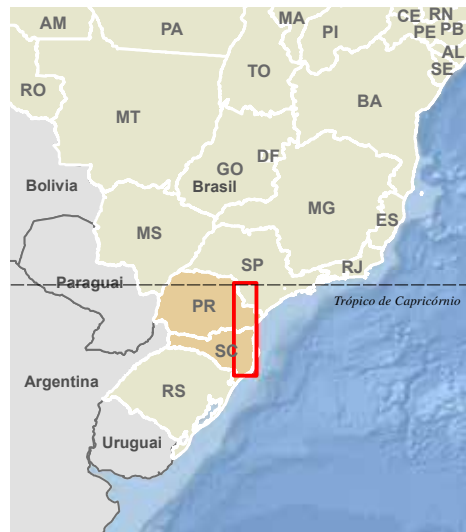 AM
PA
MA
PI
CE
RN
PE
PB
AL
SE
TO
RO
BA
MT
DF
GO
Brasil
Bolivia
MG
MS
ES
SP
RJ
Paraguai
Trópico de Capricórnio
PR
SC
Argentina
RS
Uruguai